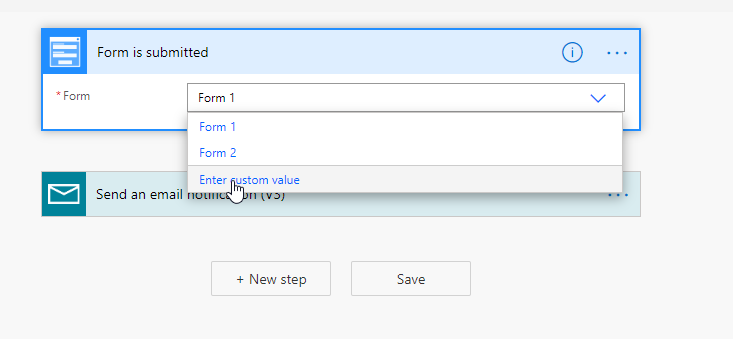 Form is submitted
* Form
Form 1
Form 1
Form 2
Enter custom value
Send an email notification (V3)
+ New step
Save